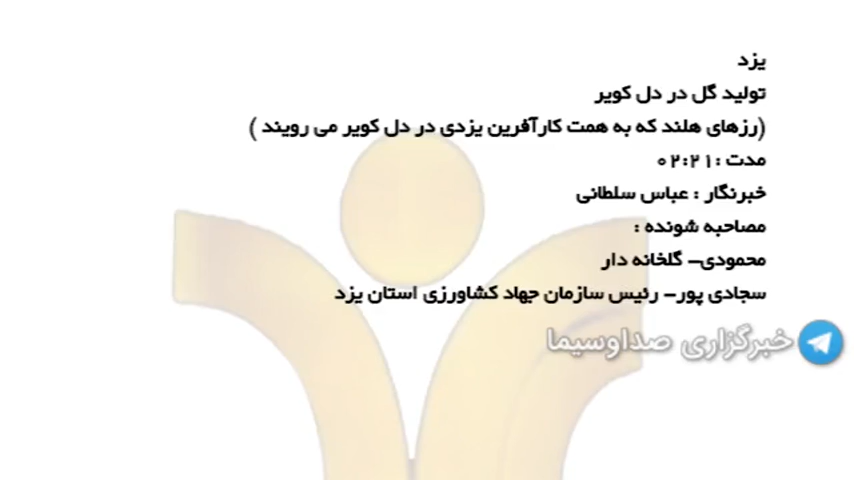 یزد
تولید گل در دل کویر
(رزهای هلند که به همت کارآفرین یزدی در دل کویر می رویند )
مدت :۰۲:۲۱
خبرنگار : عباس سلطانی
مصاحبه شونده :
محمودی- گلخانه دار
سجادی پور- رئیس سازمان جهاد کشاورزی استان یزد
خبرگزاری صداوسیما